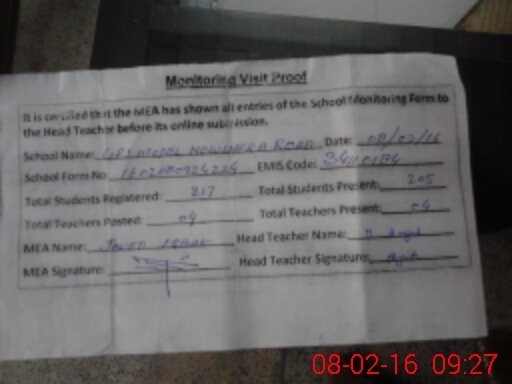 Monitoring Visit Proof
It is certified that the MEA has shown all entries of the School Monitoring Form to
the Head Teacher before its online submission.
School Name: NOWSHERA ROAD Date: 08/02/16
School Form No EMIS Code:
Total Students Registered: 217 Total Students Present: 205
Total Teachers Posted: 04 Total Teachers Present: 04
MEA Name: Head Teacher Name:
MEA Signature: Head Teacher Signature:
08-02-16 09:27